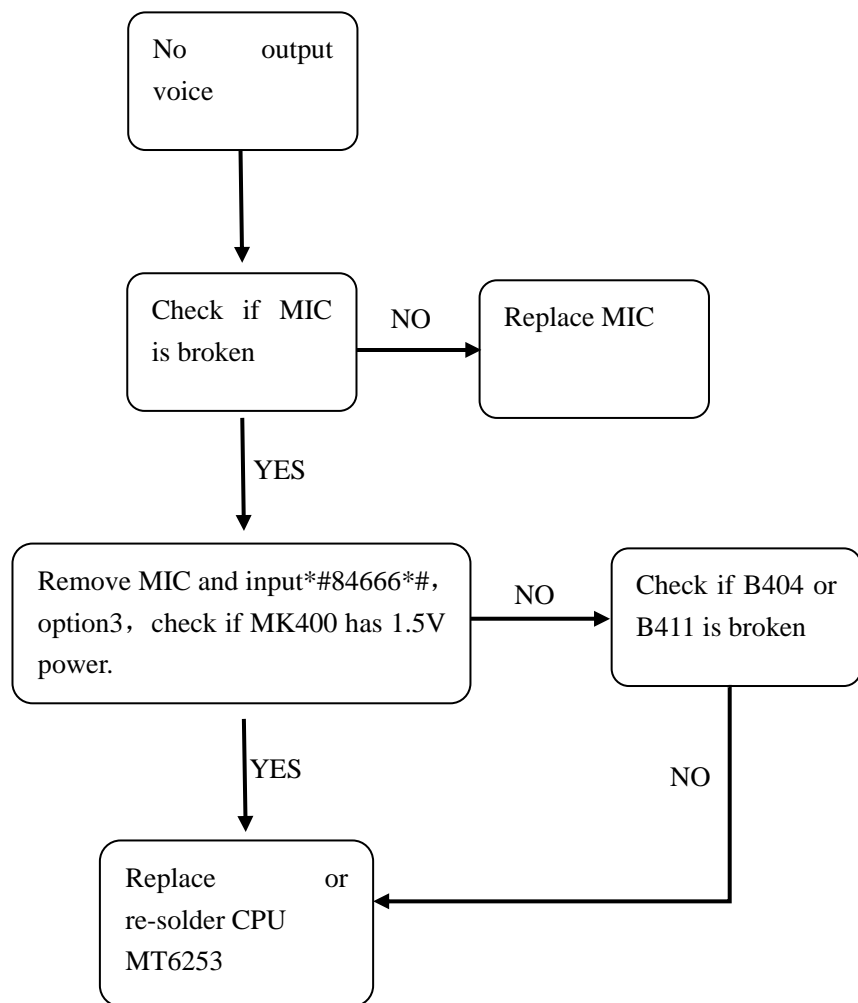 No output
voice
Check if MIC
is broken
NO
Replace MIC
YES
Remove MIC and input*#84666*#，
option3，check if MK400 has 1.5V
power.
NO
Check if B404 or
B411 is broken
YES
NO
Replace or
re-solder CPU
MT6253